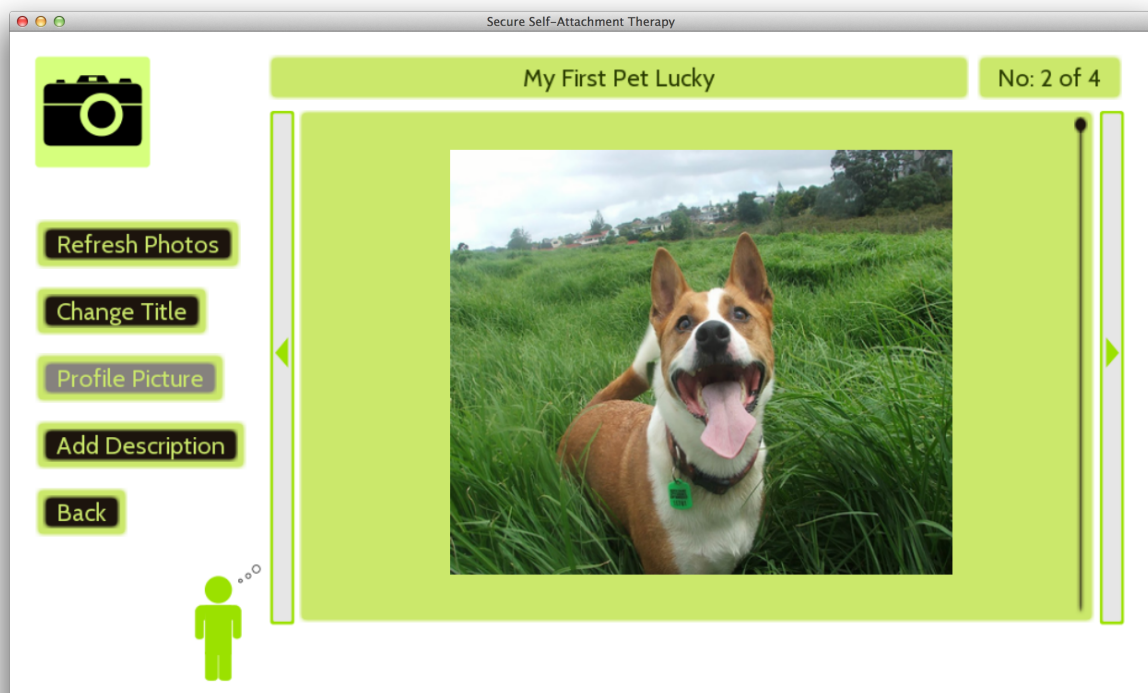 Secure Self-Attachment Therapy
My First Pet Lucky
No: 2 of 4
Refresh Photos
Change Title
Profile Picture
Add Description
Back